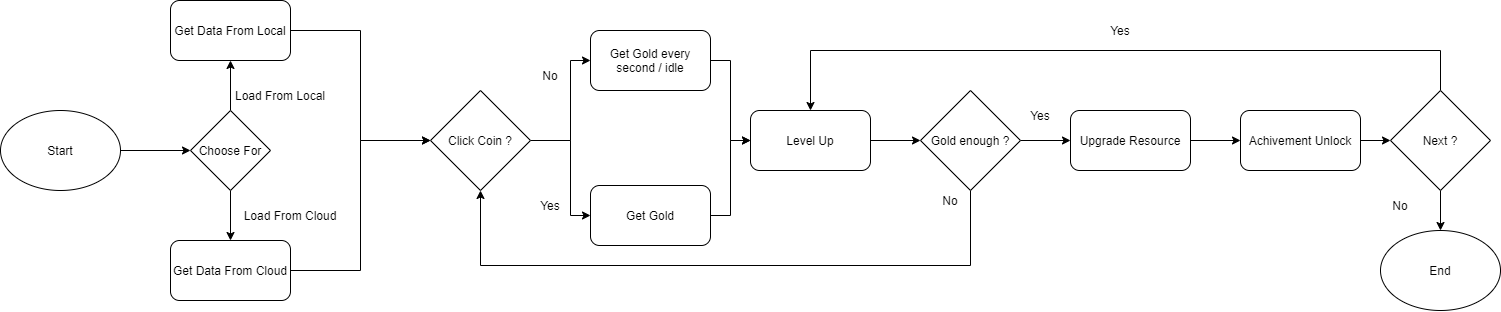 Start
Choose For
Load From Local
Get Data From Local
Load From Cloud
Get Data From Cloud
Click Coin ?
No
Get Gold every
second / idle
Yes
Get Gold
Level Up
Gold enough ?
No
Yes
Upgrade Resource
Achivement Unlock
Next ?
Yes
No
End